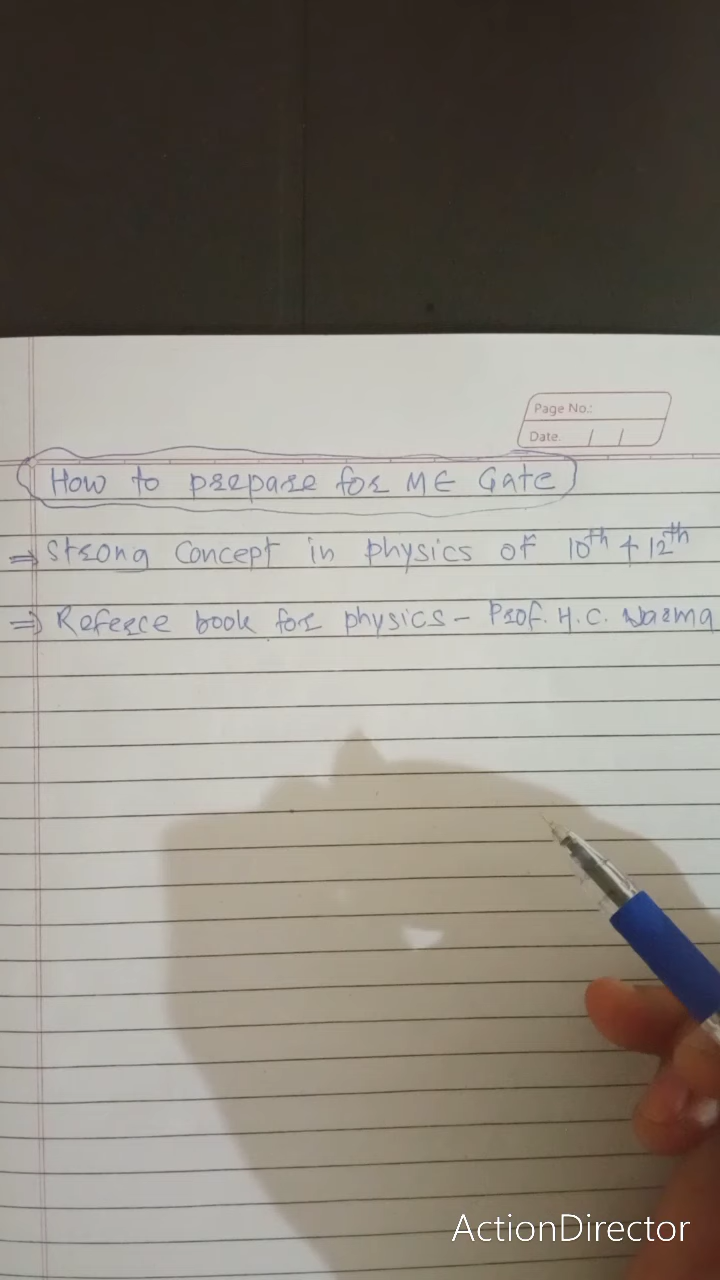 Page No.:
Date. / /
How to prepare for ME Gate
⇒ Strong Concept in physics of 10th + 12th
⇒ Referce book for physics - Prof. H.C. Varma
ActionDirector